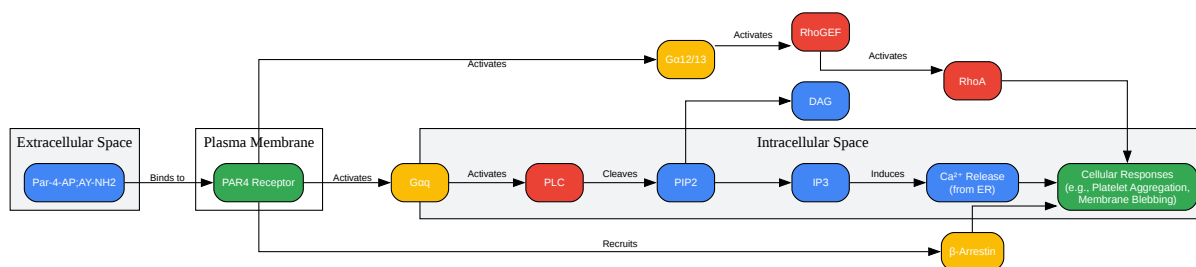 RhoGEF
Activates
Gα12/13
Activates
Activates
RhoA
DAG
Extracellular Space
Plasma Membrane
Intracellular Space
Par-4-AP;AY-NH2
Binds to
PAR4 Receptor
Activates
Gαq
Activates
PLC
Cleaves
PIP2
IP3
Induces
Ca²⁺ Release
(from ER)
Cellular Responses
(e.g., Platelet Aggregation,
Membrane Blebbing)
Recruits
β-Arrestin